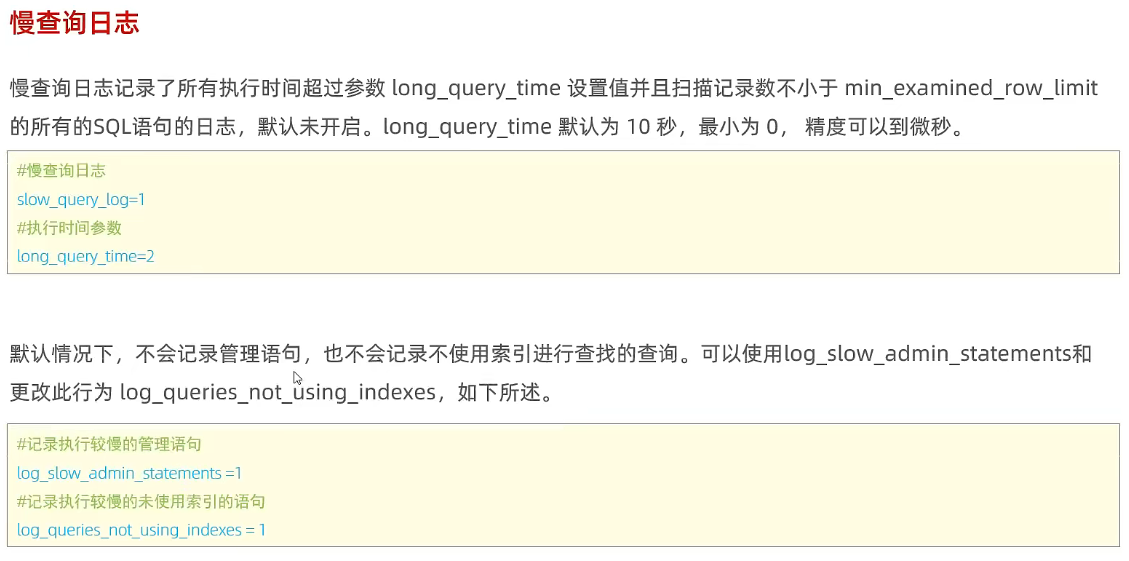 慢查询日志
慢查询日志记录了所有执行时间超过参数 long_query_time 设置值并且扫描记录数不小于 min_examined_row_limit
的所有的SQL语句的日志，默认未开启。long_query_time 默认为 10 秒，最小为 0， 精度可以到微秒。
#慢查询日志
slow_query_log=1
#执行时间参数
long_query_time=2
默认情况下，不会记录管理语句，也不会记录不使用索引进行查找的查询。可以使用log_slow_admin_statements和
更改此行为 log_queries_not_using_indexes，如下所述。
#记录执行较慢的管理语句
log_slow_admin_statements =1
#记录执行较慢的未使用索引的语句
log_queries_not_using_indexes = 1